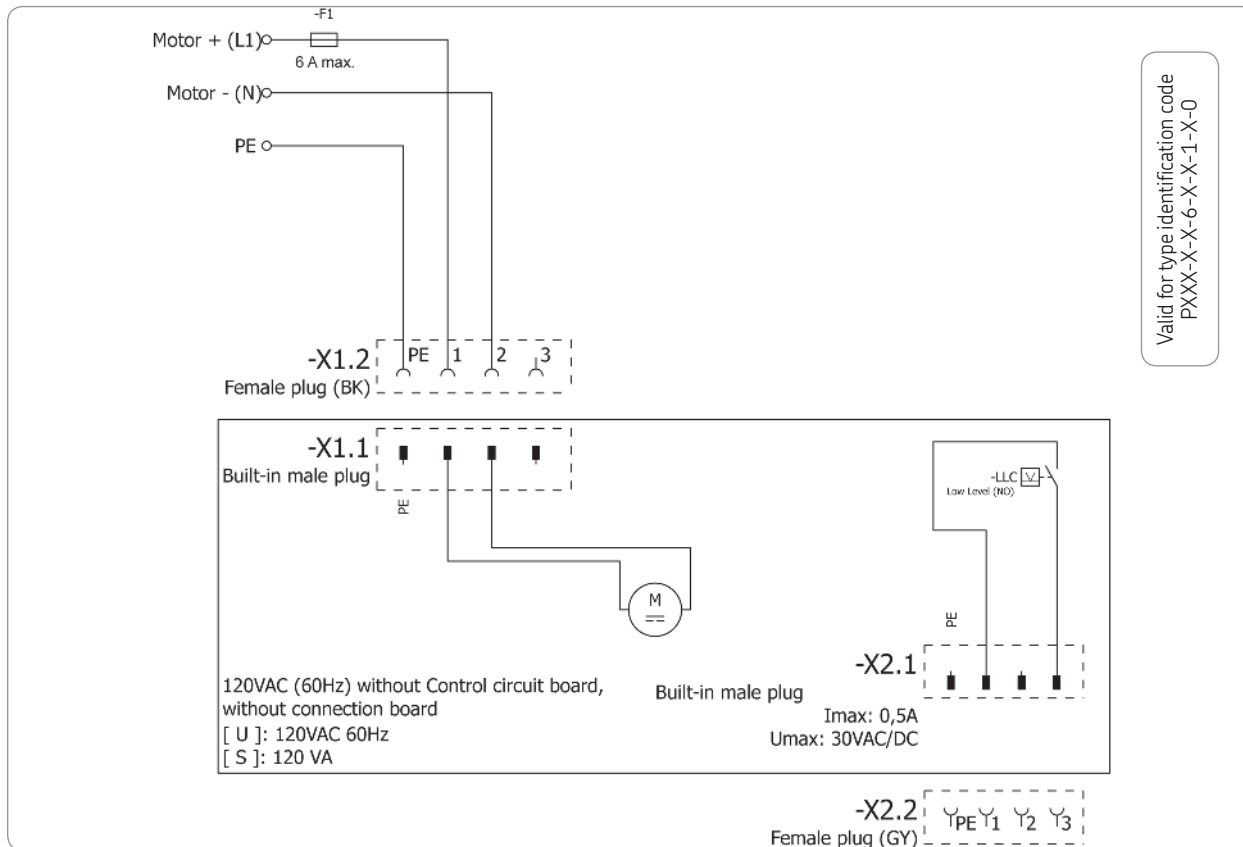 -F1
Motor + (L1)
6 A max.
Motor - (N)
PE
Valid for type identification code
PXXX-X-X-6-X-X-1-X-0
-X1.2
PE 1 2 3
Female plug (BK)
-X1.1
Built-in male plug
PE
-LLC
Low Level (NO)
M
PE
-X2.1
Built-in male plug
120VAC (60Hz) without Control circuit board,
without connection board
[ U ]: 120VAC 60Hz
[ S ]: 120 VA
Imax: 0,5A
Umax: 30VAC/DC
-X2.2
PE 1 2 3
Female plug (GY)